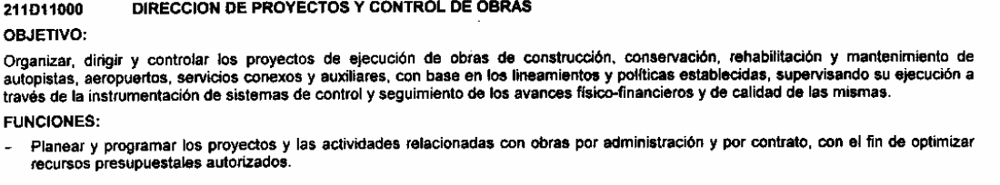 211D11000 DIRECCION DE PROYECTOS Y CONTROL DE OBRAS
OBJETIVO:
Organizar, dirigir y controlar los proyectos de ejecución de obras de construcción, conservación, rehabilitación y mantenimiento de
autopistas, aeropuertos, servicios conexos y auxiliares, con base en los lineamientos y políticas establecidas, supervisando su ejecución a
través de la instrumentación de sistemas de control y seguimiento de los avances físico-financieros y de calidad de las mismas.
FUNCIONES:
- Planear y programar los proyectos y las actividades relacionadas con obras por administración y por contrato, con el fin de optimizar
recursos presupuestales autorizados.